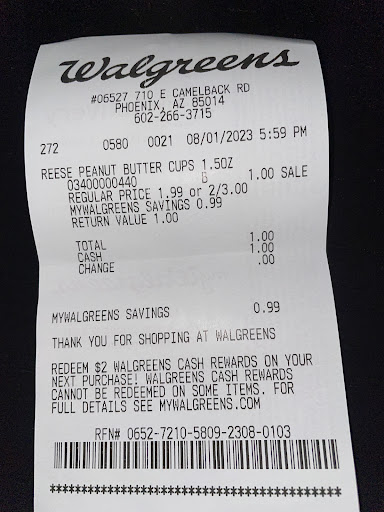 Walgreens
#06527 710 E CAMELBACK RD
PHOENIX, AZ 85014
602-266-3715
272 0580 0021 08/01/2023 5:59 PM
REESE PEANUT BUTTER CUPS 1.5OZ
03400000440 B 1.00 SALE
REGULAR PRICE 1.99 or 2/3.00
MYWALGREENS SAVINGS 0.99
RETURN VALUE 1.00
TOTAL 1.00
CASH 1.00
CHANGE .00
MYWALGREENS SAVINGS 0.99
THANK YOU FOR SHOPPING AT WALGREENS
REDEEM $2 WALGREENS CASH REWARDS ON YOUR
NEXT PURCHASE! WALGREENS CASH REWARDS
CANNOT BE REDEEMED ON SOME ITEMS. FOR
FULL DETAILS SEE MYWALGREENS.COM
RFN# 0652-7210-5809-2308-0103
****************************************